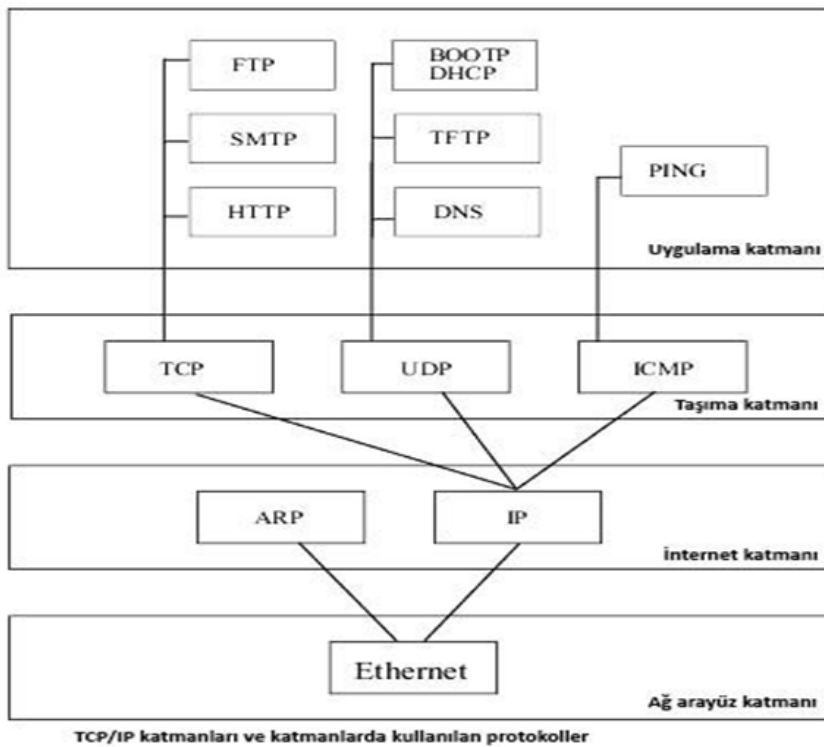 FTP
BOOTP
DHCP
SMTP
TFTP
PING
HTTP
DNS
Uygulama katmanı
TCP
UDP
ICMP
Taşıma katmanı
ARP
IP
İnternet katmanı
Ethernet
Ağ arayüz katmanı
TCP/IP katmanları ve katmanlarda kullanılan protokoller